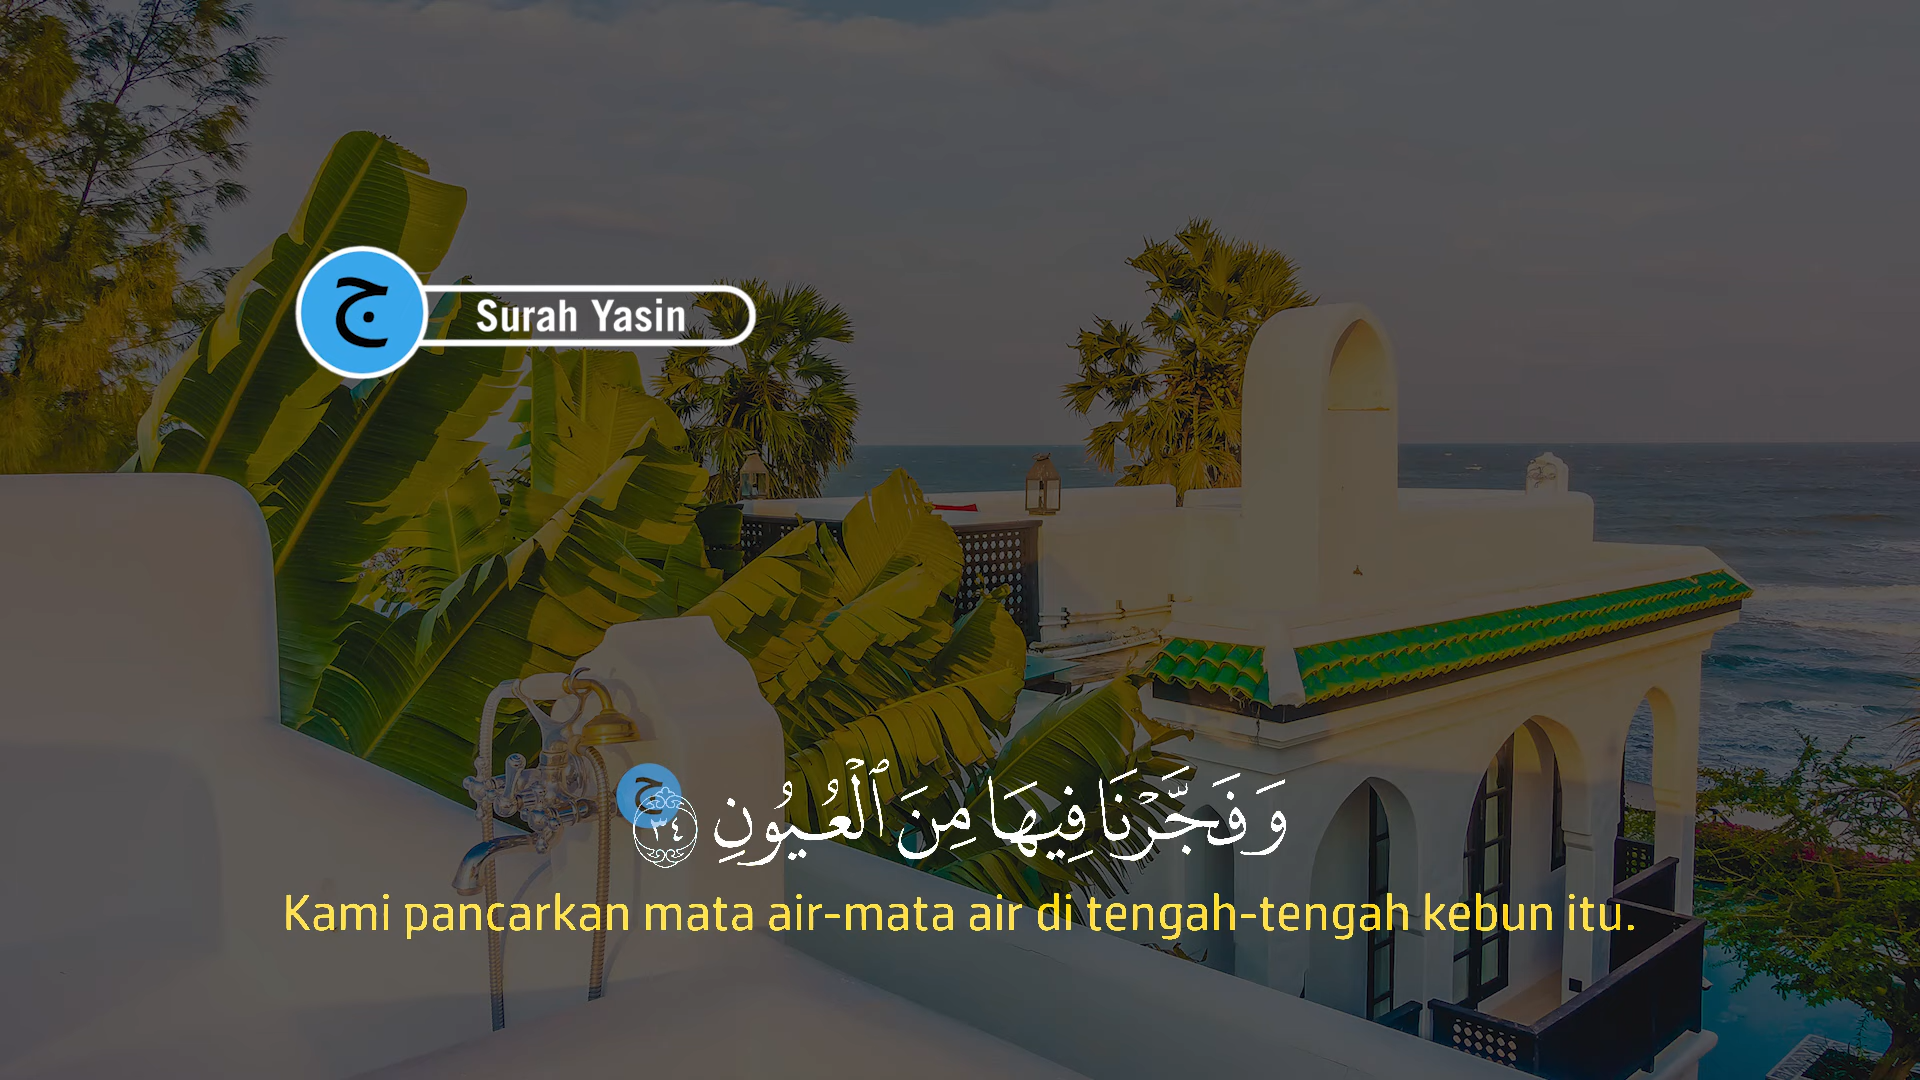 ج Surah Yasin
وَفَجَّرْنَا فِيهَا مِنَ ٱلْعُيُونِ ٣٤ ج
Kami pancarkan mata air-mata air di tengah-tengah kebun itu.